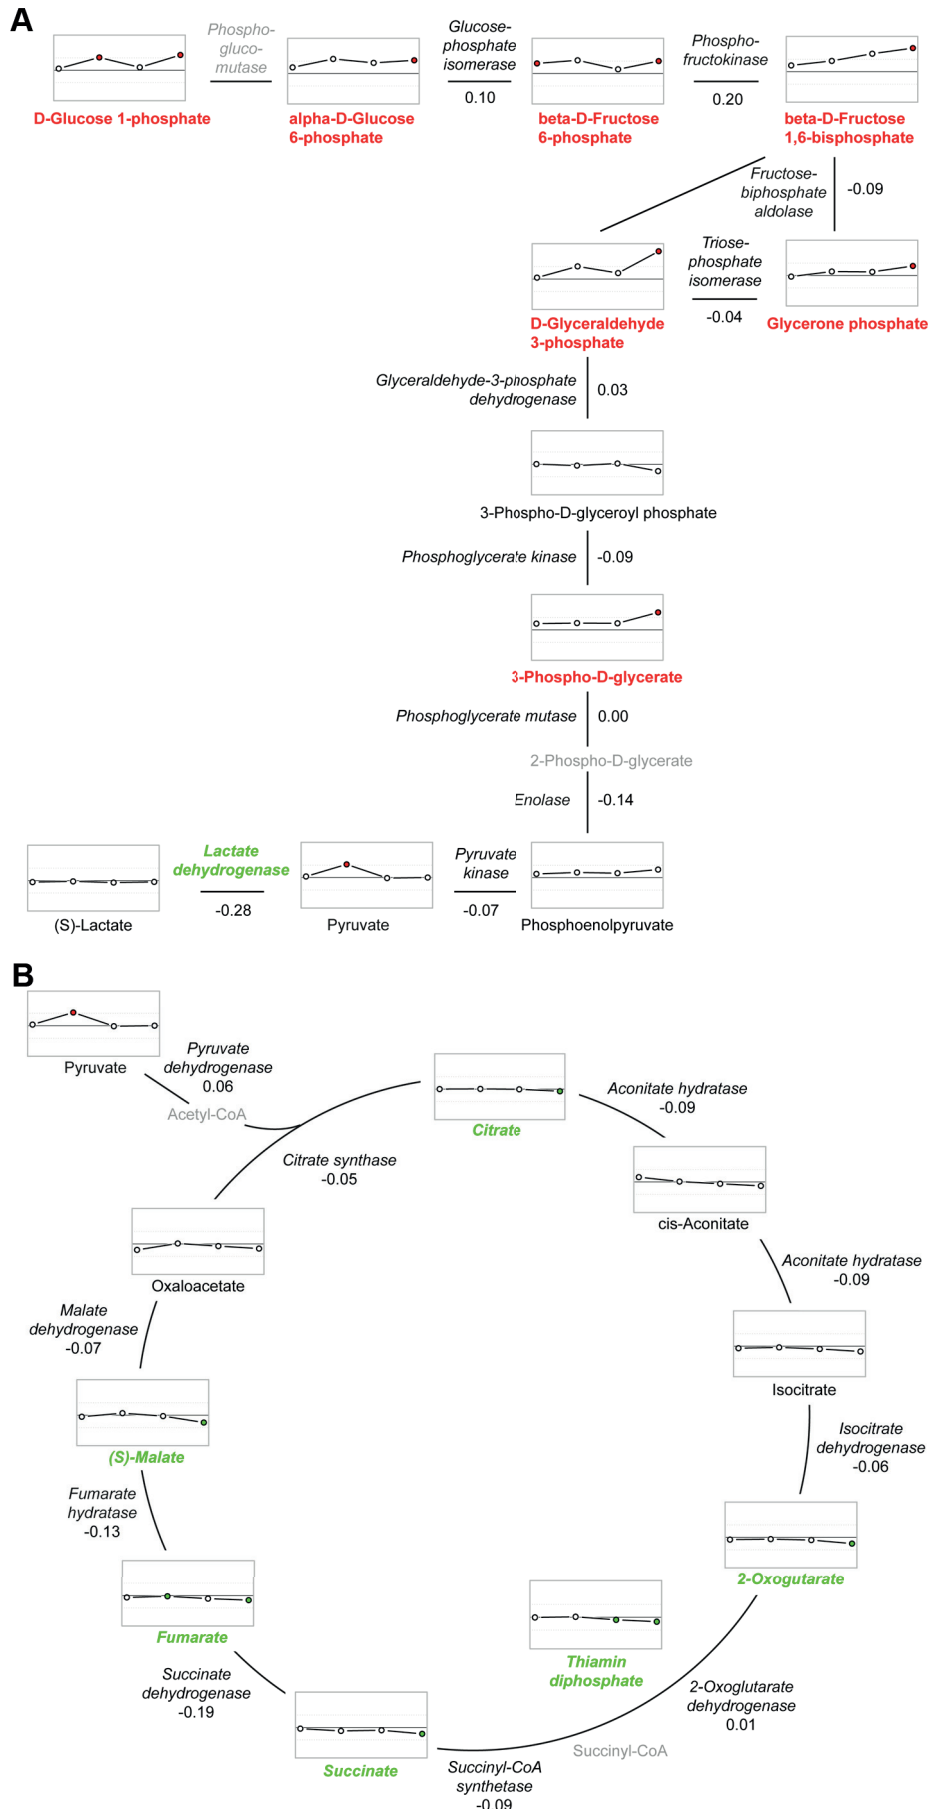 A
Phospho-
gluco-
mutase
Glucose-
phosphate
isomerase
0.10
Phospho-
fructokinase
0.20
D-Glucose 1-phosphate
alpha-D-Glucose
6-phosphate
beta-D-Fructose
6-phosphate
beta-D-Fructose
1,6-bisphosphate
Fructose-
biphosphate
aldolase
-0.09
Triose-
phosphate
isomerase
-0.04
D-Glyceraldehyde
3-phosphate
Glycerone phosphate
Glyceraldehyde-3-phosphate
dehydrogenase
0.03
3-Phospho-D-glyceroyl phosphate
Phosphoglycerate kinase
-0.09
3-Phospho-D-glycerate
Phosphoglycerate mutase
0.00
2-Phospho-D-glycerate
Enolase
-0.14
Lactate
dehydrogenase
-0.28
Pyruvate
kinase
-0.07
(S)-Lactate
Pyruvate
Phosphoenolpyruvate
B
Pyruvate
Pyruvate
dehydrogenase
0.06
Acetyl-CoA
Citrate
Aconitate hydratase
-0.09
Citrate synthase
-0.05
cis-Aconitate
Oxaloacetate
Aconitate hydratase
-0.09
Malate
dehydrogenase
-0.07
Isocitrate
(S)-Malate
Isocitrate
dehydrogenase
-0.06
Fumarate
hydratase
-0.13
2-Oxogutarate
Fumarate
Thiamin
diphosphate
Succinate
dehydrogenase
-0.19
2-Oxoglutarate
dehydrogenase
0.01
Succinate
Succinyl-CoA
Succinyl-CoA
synthetase
-0.09